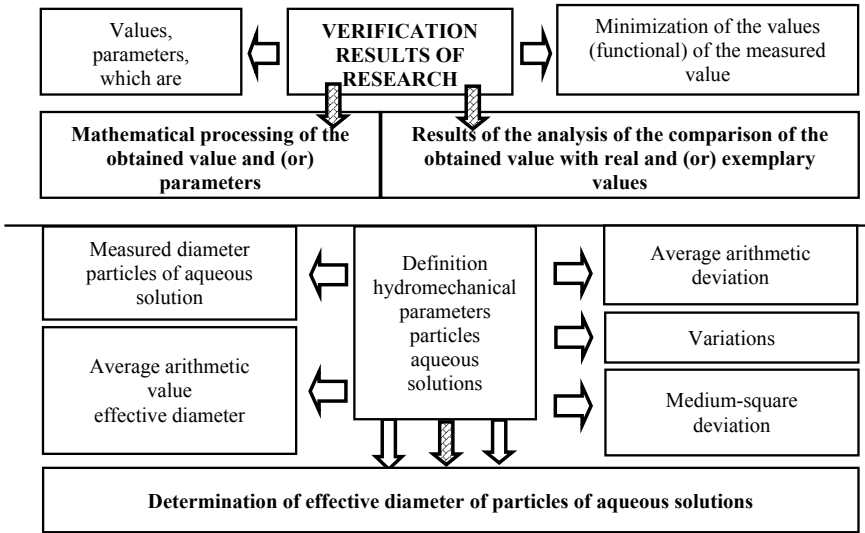 Values,
parameters,
which are
VERIFICATION
RESULTS OF
RESEARCH
Minimization of the values
(functional) of the measured
value
Mathematical processing of the
obtained value and (or)
parameters
Results of the analysis of the comparison of the
obtained value with real and (or) exemplary
values
Measured diameter
particles of aqueous
solution
Average arithmetic
value
effective diameter
Definition
hydromechanical
parameters
particles
aqueous
solutions
Average arithmetic
deviation
Variations
Medium-square
deviation
Determination of effective diameter of particles of aqueous solutions